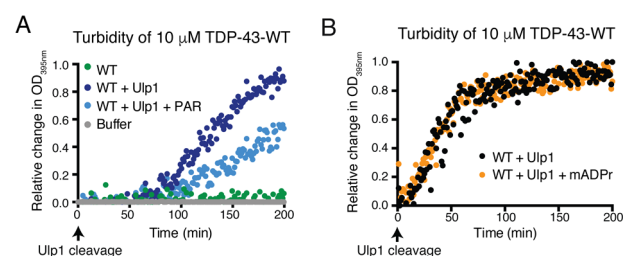 A
Turbidity of 10 μM TDP-43-WT
Relative change in OD395nm
1.0
0.8
0.6
0.4
0.2
0.0
WT
WT + Ulp1
WT + Ulp1 + PAR
Buffer
0 50 100 150 200
Time (min)
Ulp1 cleavage
B
Turbidity of 10 μM TDP-43-WT
Relative change in OD395nm
1.0
0.8
0.6
0.4
0.2
0.0
WT + Ulp1
WT + Ulp1 + mADPr
0 50 100 150 200
Time (min)
Ulp1 cleavage